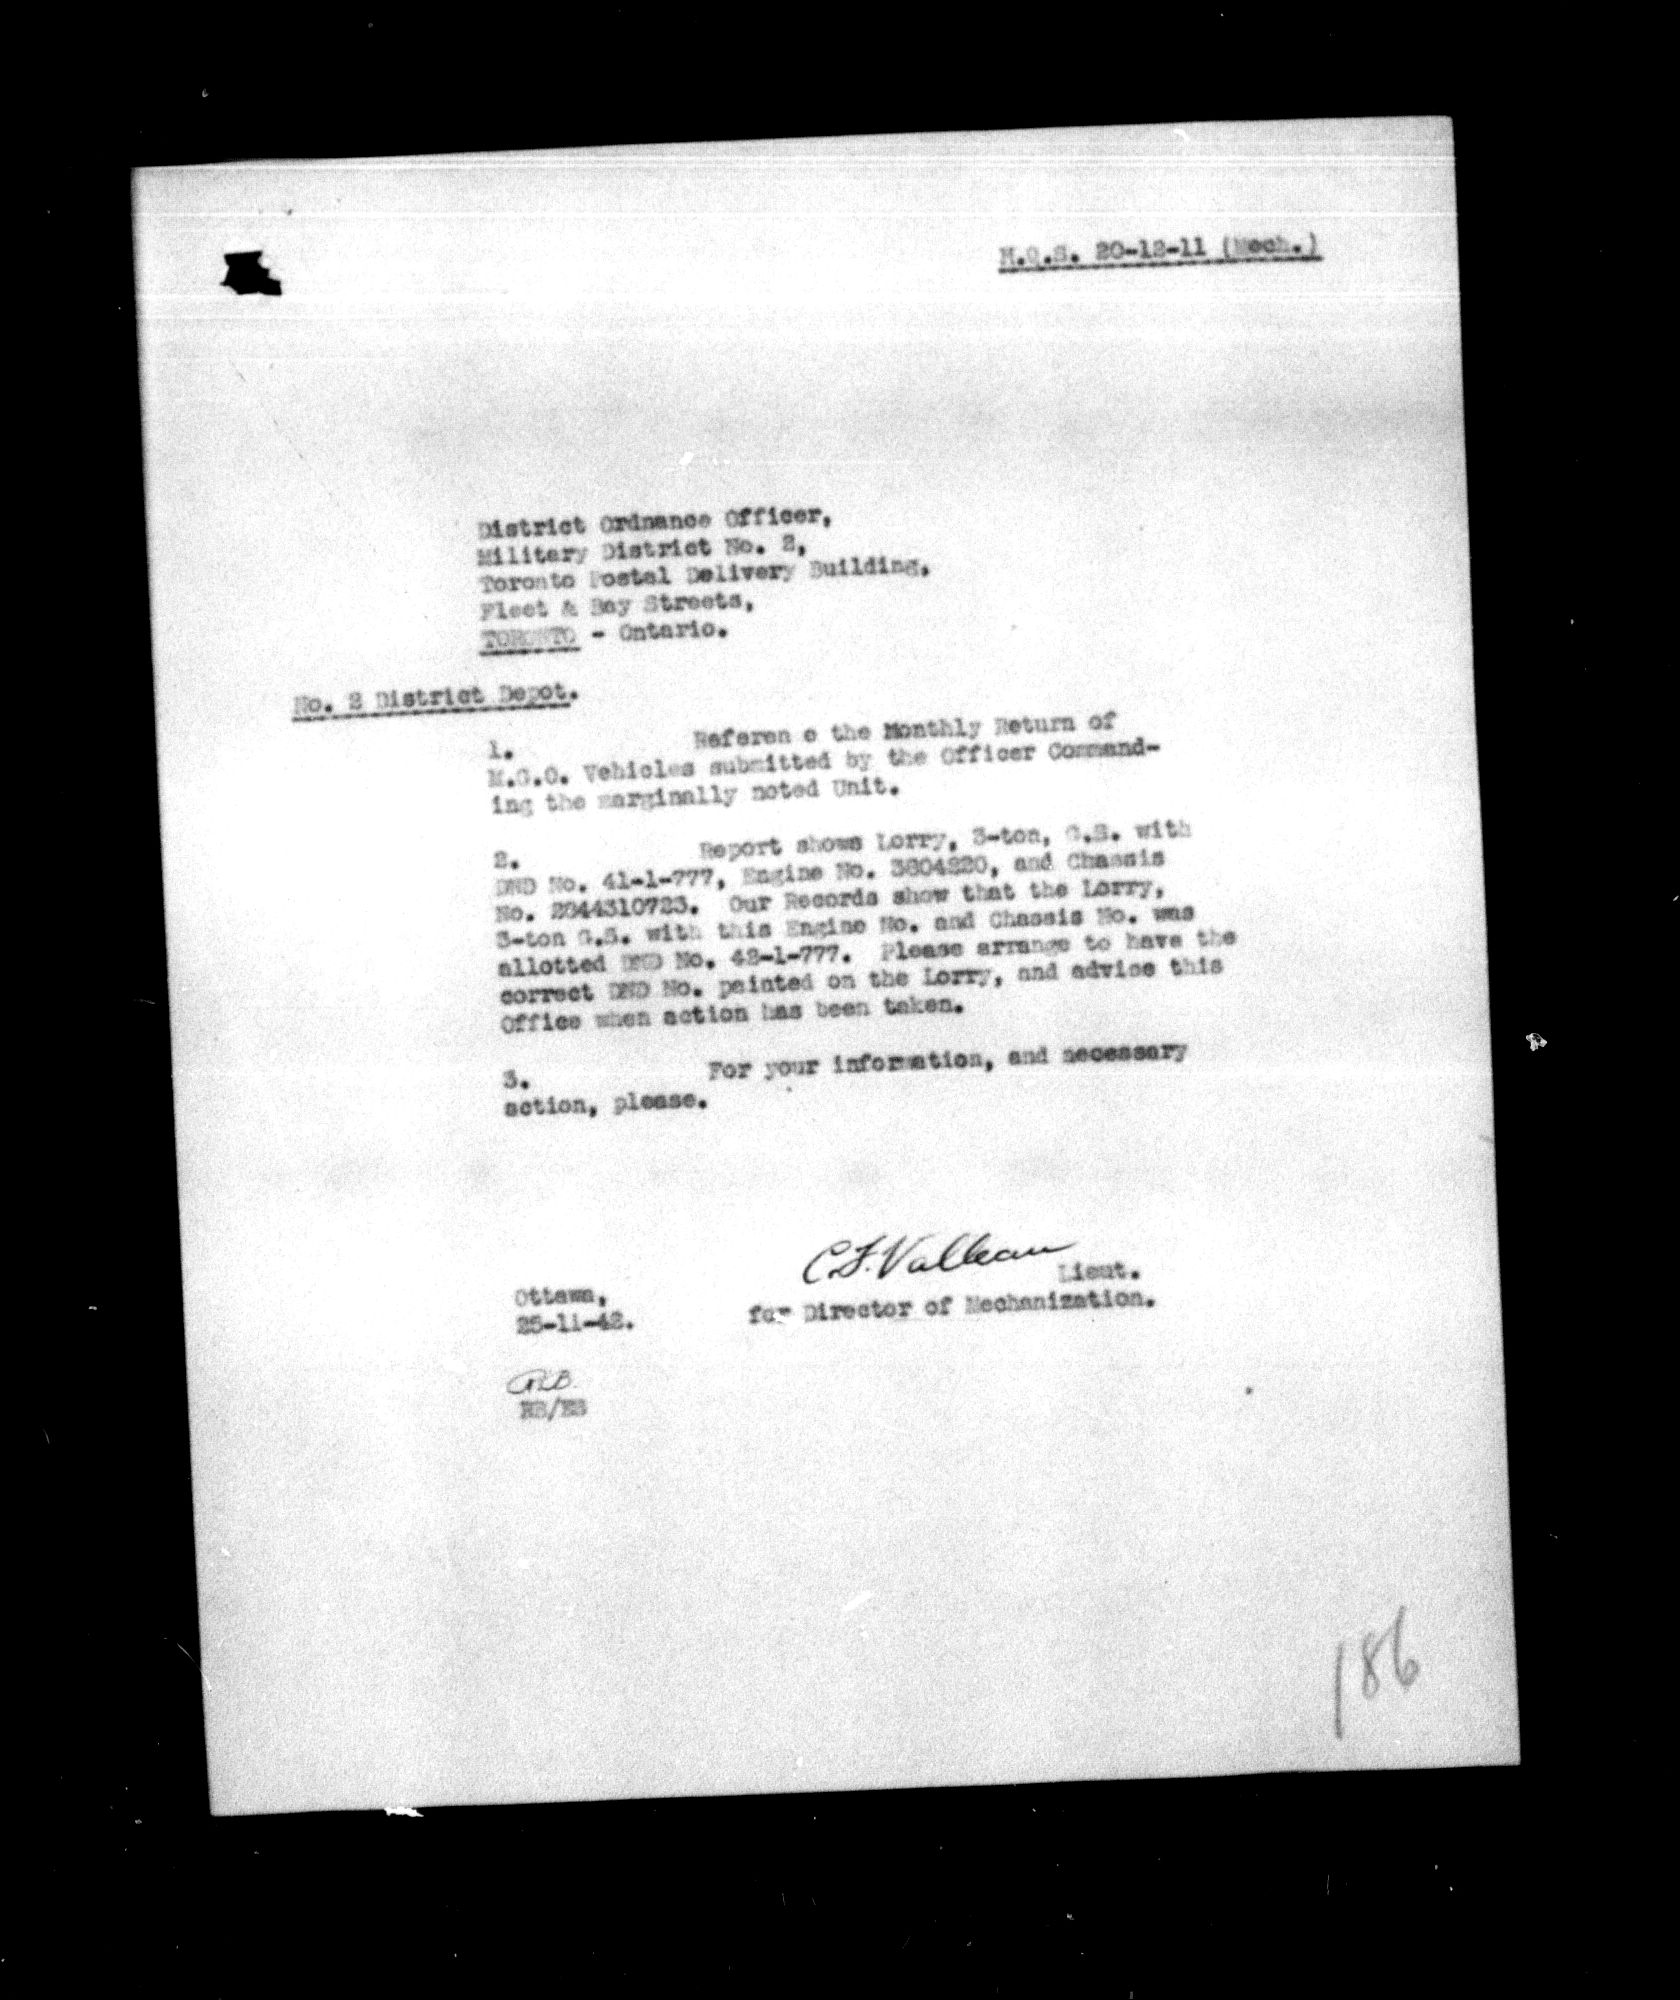 H.Q.S. 20-12-11 (Mech.)
District Ordnance Officer,
Military District No. 2,
Toronto Postal Delivery Building,
Fleet & Bay Streets,
TORONTO - Ontario.
No. 2 District Depot.
1. Referen e the Monthly Return of
M.G.O. Vehicles submitted by the Officer Command-
ing the marginally noted Unit.
2. Report shows Lorry, 3-ton, G.S. with
DND No. 41-1-777, Engine No. 3804220, and Chassis
No. 2844310723. Our Records show that the Lorry,
3-ton G.S. with this Engine No. and Chassis No. was
allotted DND No. 42-1-777. Please arrange to have the
correct DND No. painted on the Lorry, and advise this
Office when action has been taken.
3. For your information, and necessary
action, please.
C.F. Valleau
Lieut.
for Director of Mechanization.
Ottawa,
25-11-42.
186